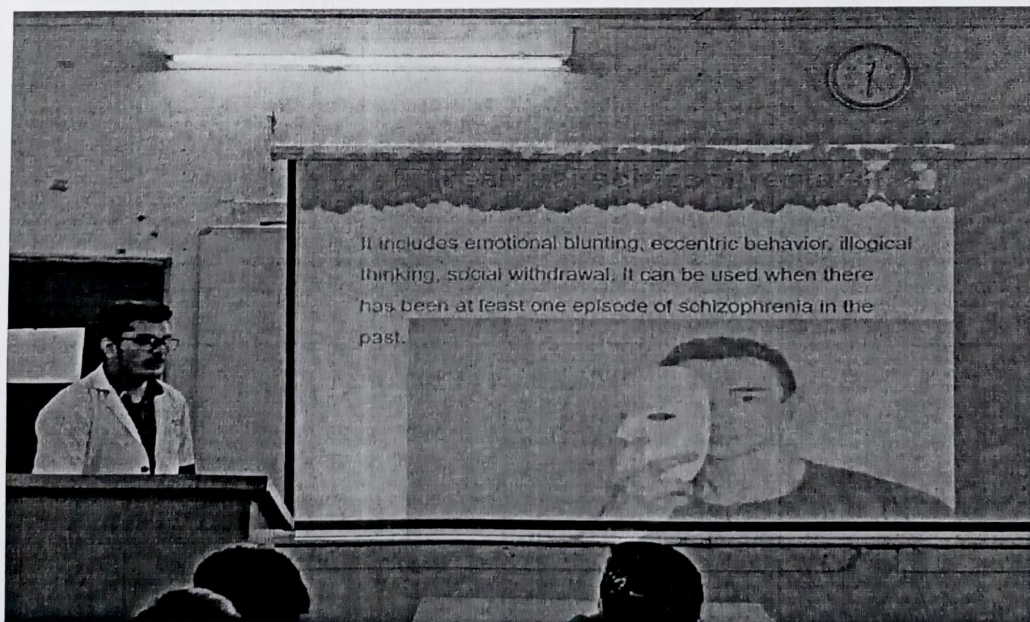 It includes emotional blunting, eccentric behavior, illogical
thinking, social withdrawal. It can be used when there
has been at least one episode of schizophrenia in the
past.